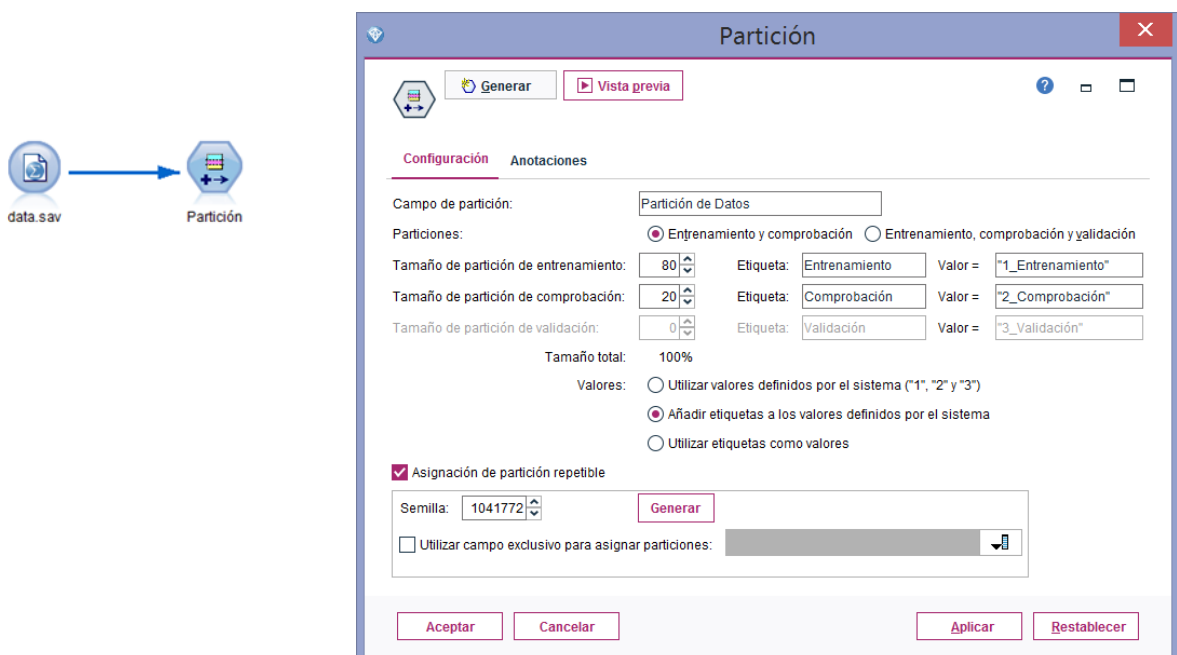 data.sav
Partición
Partición
Generar
Vista previa
Configuración Anotaciones
Campo de partición: Partición de Datos
Particiones: Entrenamiento y comprobación Entrenamiento, comprobación y validación
Tamaño de partición de entrenamiento: 80 Etiqueta: Entrenamiento Valor = "1_Entrenamiento"
Tamaño de partición de comprobación: 20 Etiqueta: Comprobación Valor = "2_Comprobación"
Tamaño de partición de validación: 0 Etiqueta: Validación Valor = "3_Validación"
Tamaño total: 100%
Valores: Utilizar valores definidos por el sistema ("1", "2" y "3")
Añadir etiquetas a los valores definidos por el sistema
Utilizar etiquetas como valores
Asignación de partición repetible
Semilla: 1041772 Generar
Utilizar campo exclusivo para asignar particiones:
Aceptar Cancelar Aplicar Restablecer